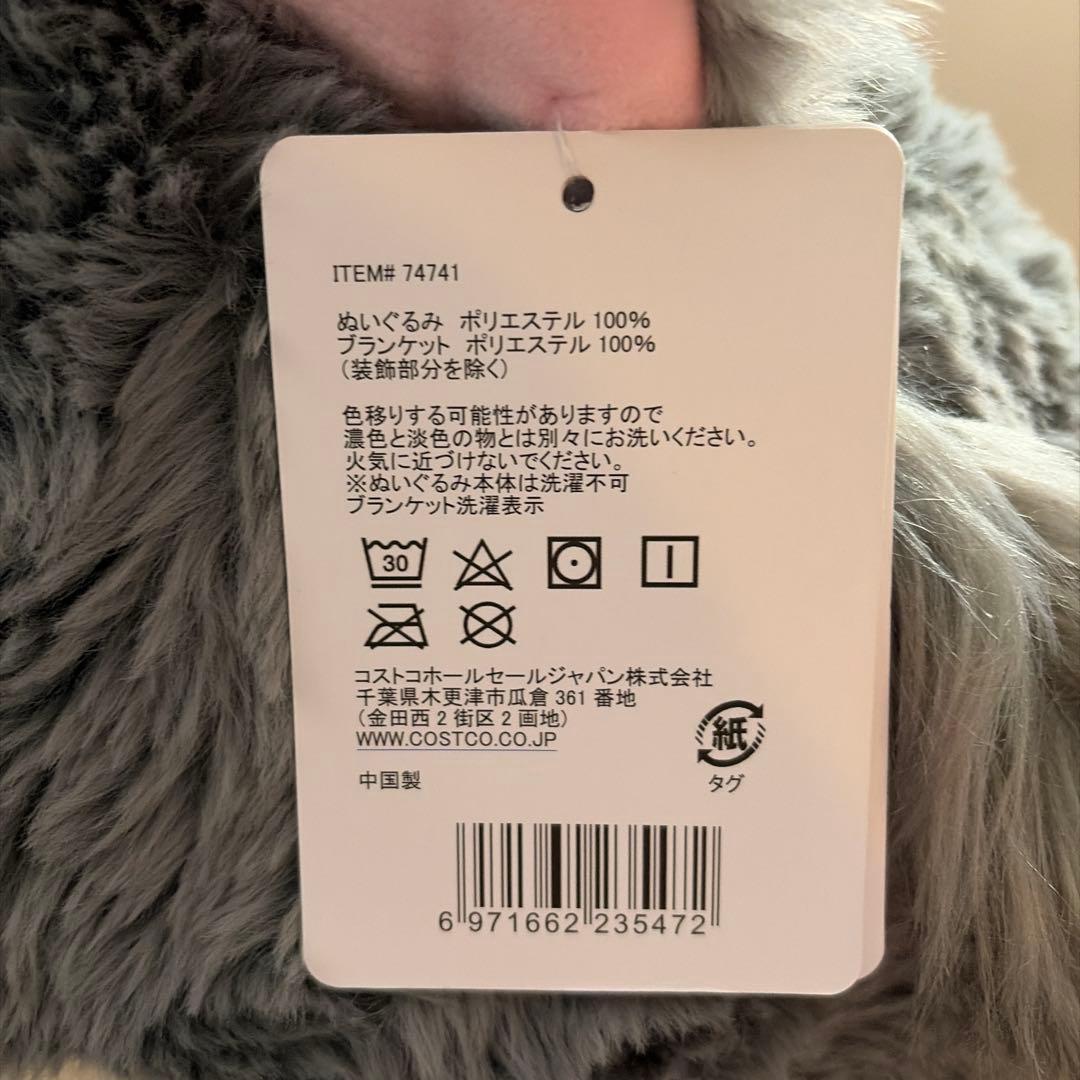 ITEM# 74741
ぬいぐるみ ポリエステル 100%
ブランケット ポリエステル 100%
（装飾部分を除く）
色移りする可能性がありますので
濃色と淡色の物とは別々にお洗いください。
火気に近づけないでください。
※ぬいぐるみ本体は洗濯不可
ブランケット洗濯表示
30
コストコホールセールジャパン株式会社
千葉県木更津市瓜倉 361 番地
（金田西 2 街区 2 画地）
WWW.COSTCO.CO.JP
紙
中国製 タグ
6 971662 235472